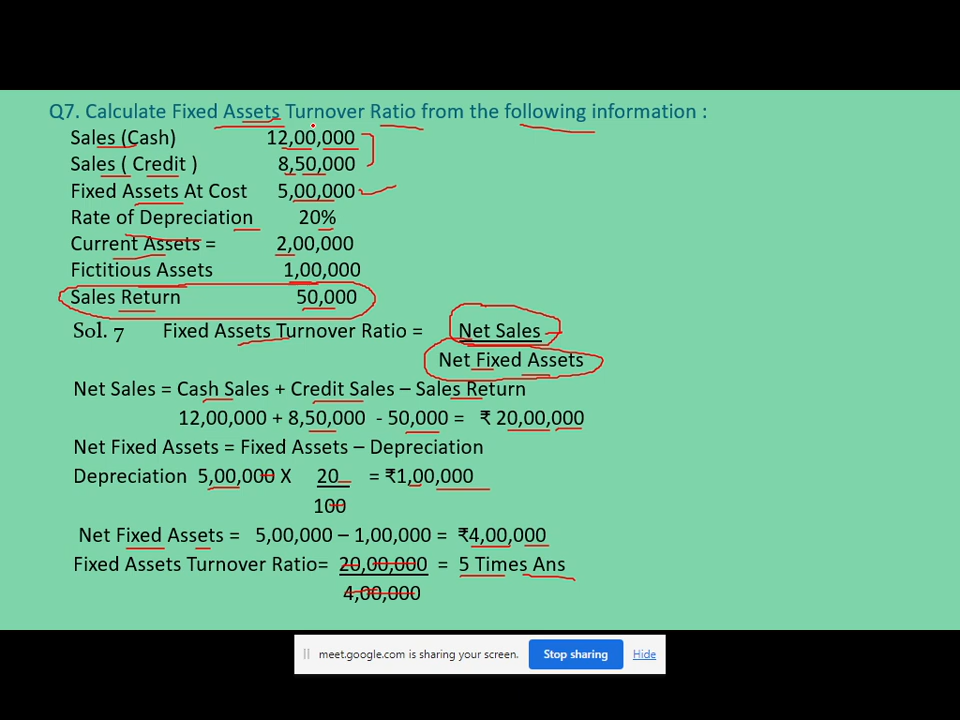 Q7. Calculate Fixed Assets Turnover Ratio from the following information :
Sales (Cash) 12,00,000
Sales ( Credit ) 8,50,000
Fixed Assets At Cost 5,00,000
Rate of Depreciation 20%
Current Assets = 2,00,000
Fictitious Assets 1,00,000
Sales Return 50,000
Sol. 7 Fixed Assets Turnover Ratio = Net Sales
Net Fixed Assets
Net Sales = Cash Sales + Credit Sales – Sales Return
12,00,000 + 8,50,000 - 50,000 = ₹ 20,00,000
Net Fixed Assets = Fixed Assets – Depreciation
Depreciation 5,00,000 X 20 = ₹1,00,000
100
Net Fixed Assets = 5,00,000 – 1,00,000 = ₹4,00,000
Fixed Assets Turnover Ratio= 20,00,000 = 5 Times Ans
4,00,000
meet.google.com is sharing your screen. Stop sharing Hide